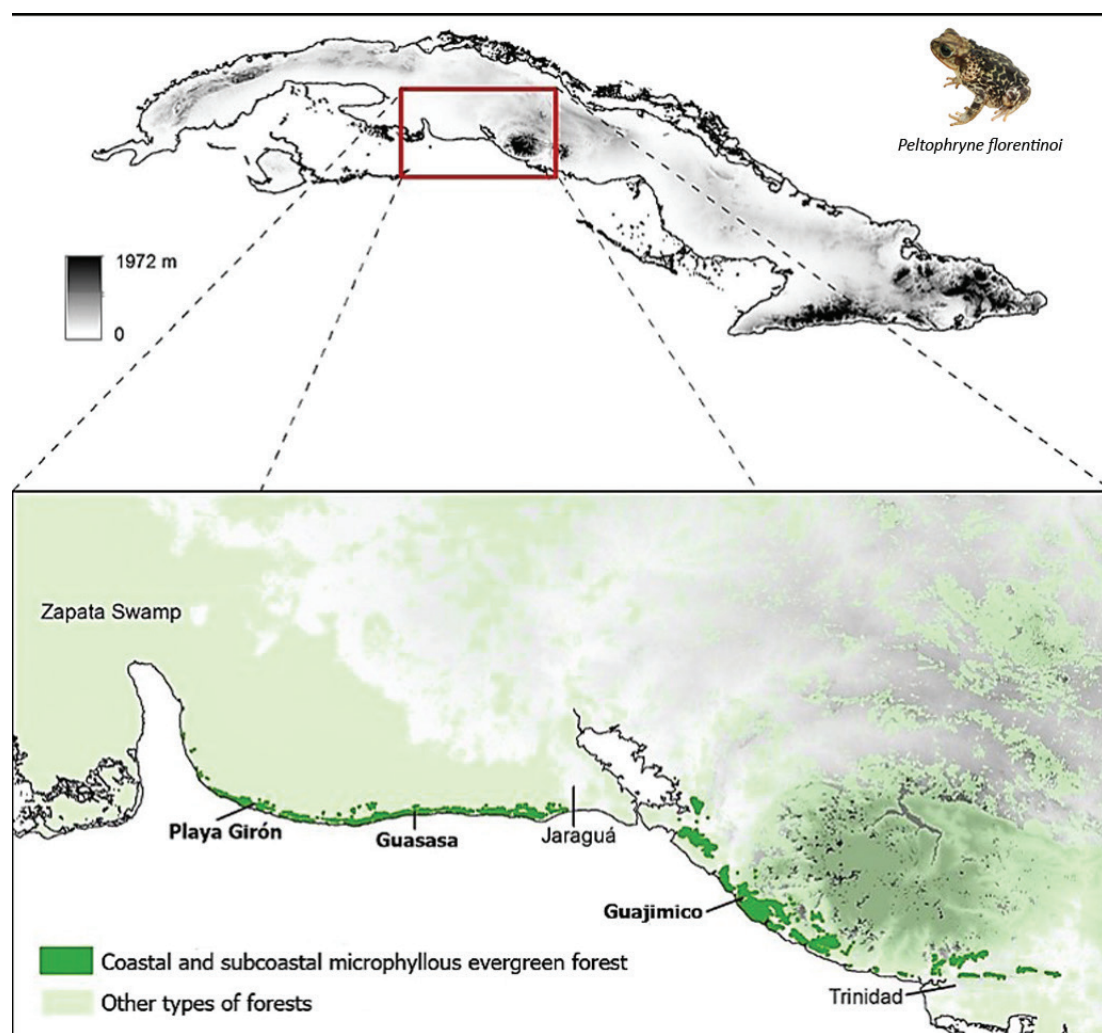 Peltophryne florentinoi
1972 m
0
Zapata Swamp
Playa Girón
Guasasa
Jaraguá
Guajimico
Coastal and subcoastal microphyllous evergreen forest
Trinidad
Other types of forests